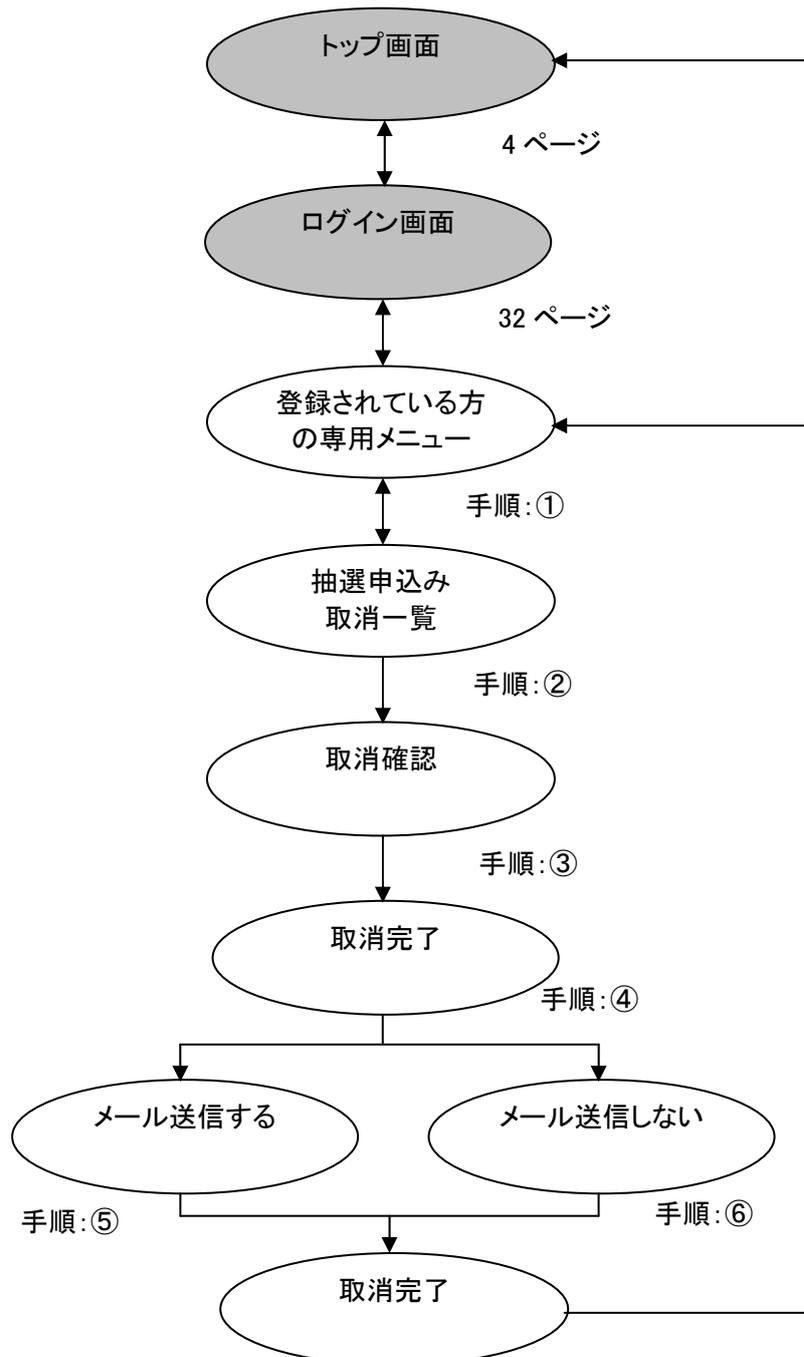 トップ画面
4 ページ
ログイン画面
32 ページ
登録されている方
の専用メニュー
手順:①
抽選申込み
取消一覧
手順:②
取消確認
手順:③
取消完了
手順:④
メール送信する
メール送信しない
手順:⑤
手順:⑥
取消完了